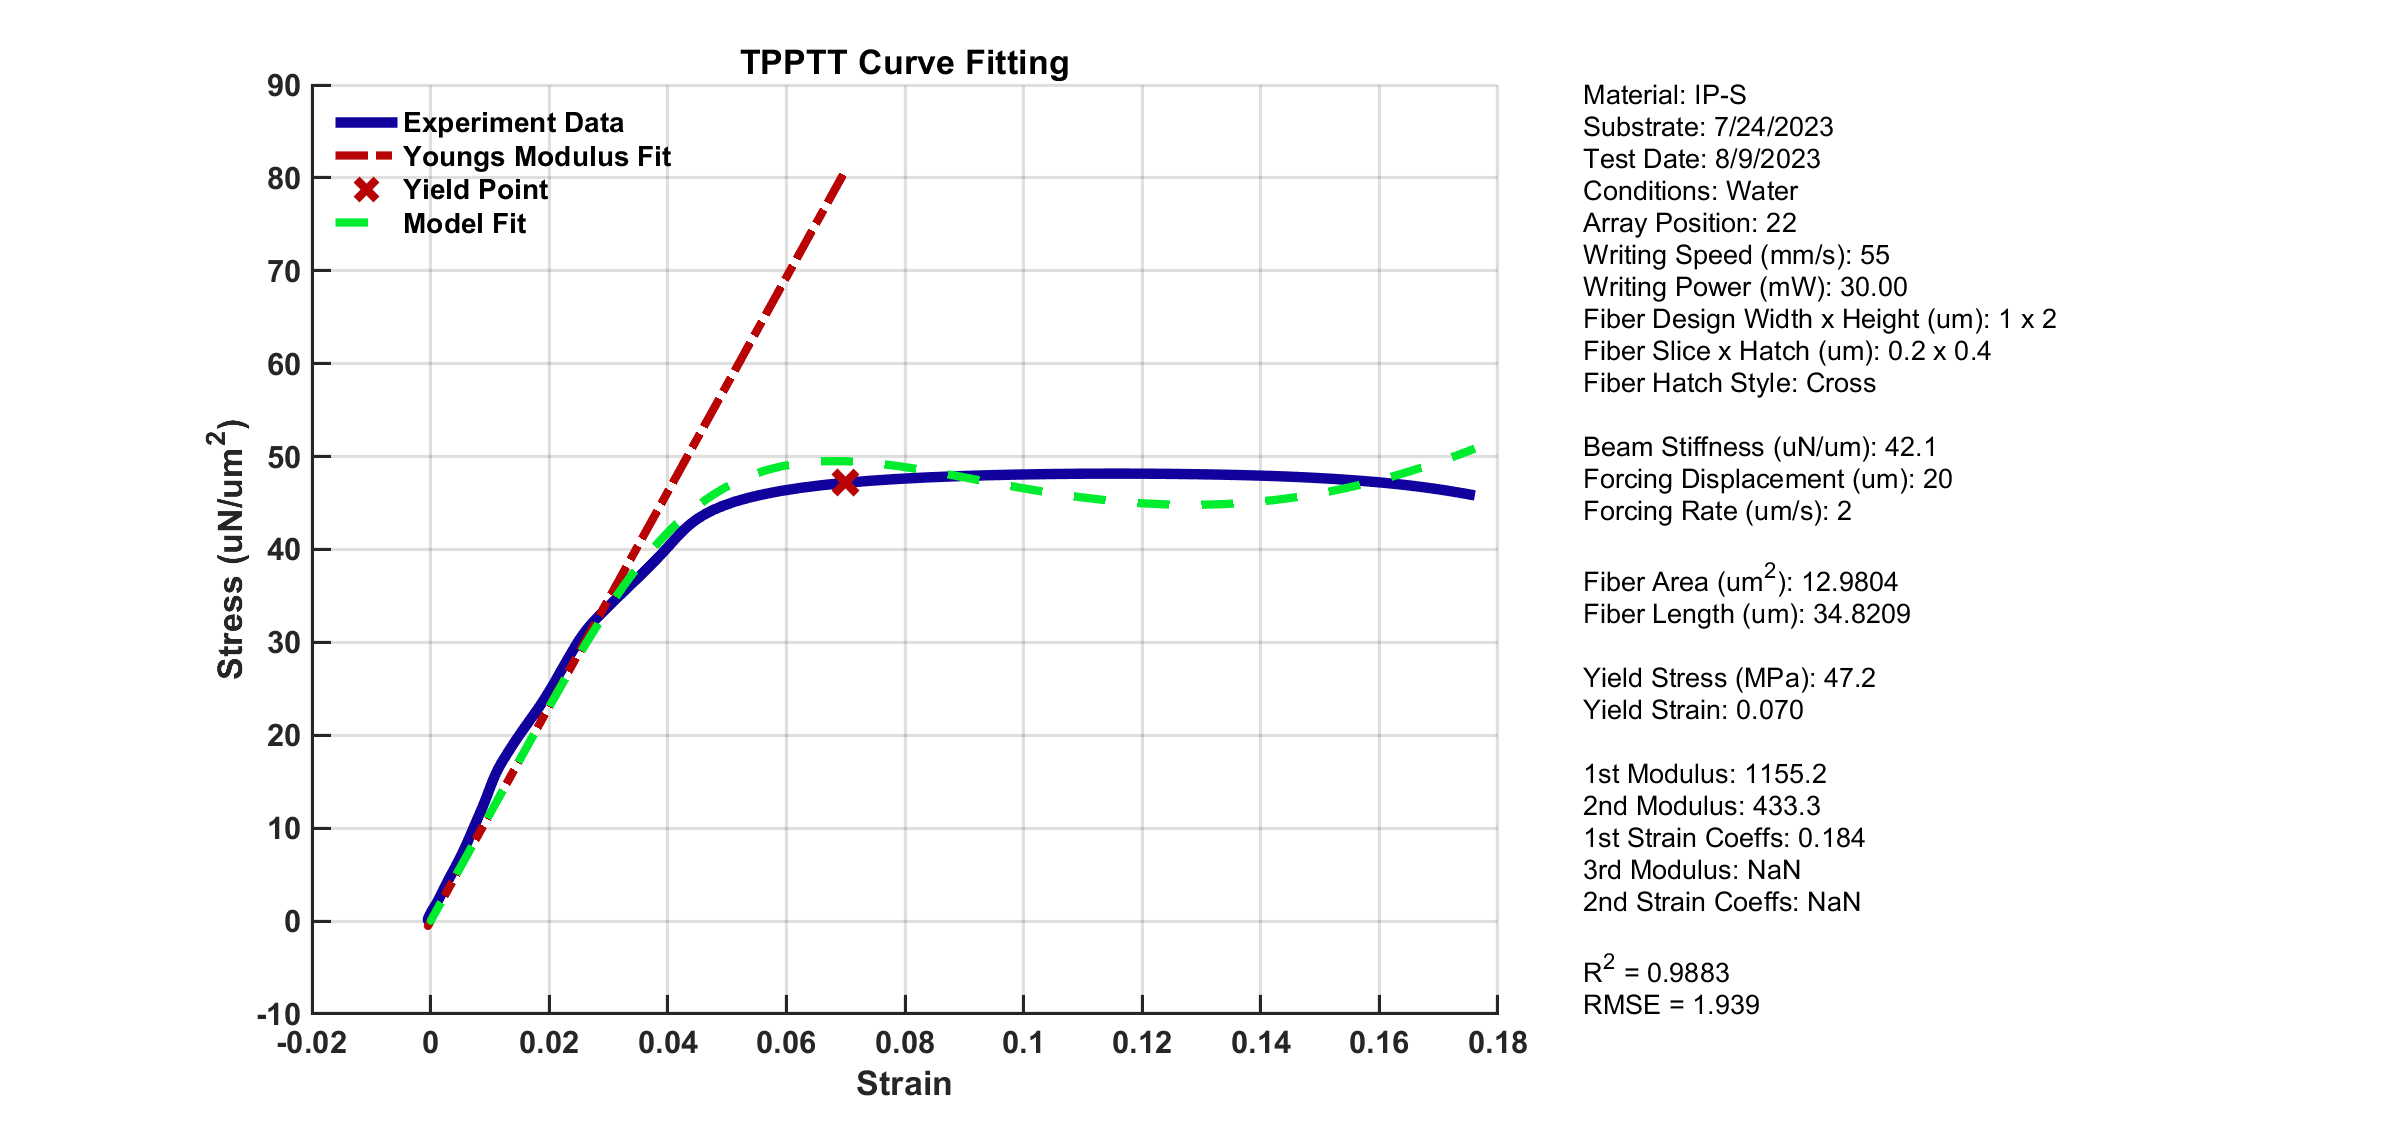 TPPTT Curve Fitting
90
80
70
60
50
40
30
20
10
0
-10
Stress (uN/um²)
Experiment Data
Youngs Modulus Fit
Yield Point
Model Fit
-0.02 0 0.02 0.04 0.06 0.08 0.1 0.12 0.14 0.16 0.18
Strain
Material: IP-S
Substrate: 7/24/2023
Test Date: 8/9/2023
Conditions: Water
Array Position: 22
Writing Speed (mm/s): 55
Writing Power (mW): 30.00
Fiber Design Width x Height (um): 1 x 2
Fiber Slice x Hatch (um): 0.2 x 0.4
Fiber Hatch Style: Cross
Beam Stiffness (uN/um): 42.1
Forcing Displacement (um): 20
Forcing Rate (um/s): 2
Fiber Area (um²): 12.9804
Fiber Length (um): 34.8209
Yield Stress (MPa): 47.2
Yield Strain: 0.070
1st Modulus: 1155.2
2nd Modulus: 433.3
1st Strain Coeffs: 0.184
3rd Modulus: NaN
2nd Strain Coeffs: NaN
R² = 0.9883
RMSE = 1.939